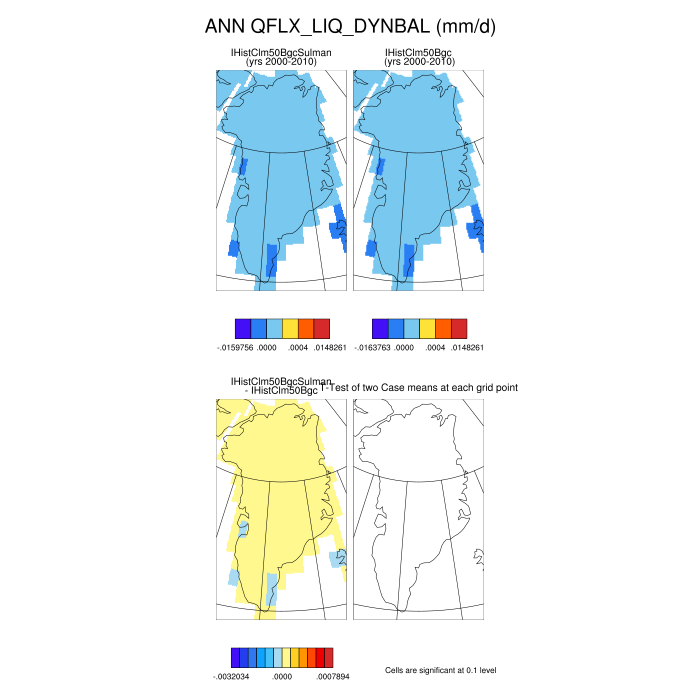 ANN QFLX_LIQ_DYNBAL (mm/d)
IHistClm50BgcSulman
(yrs 2000-2010)
IHistClm50Bgc
(yrs 2000-2010)
-.0159756 .0000 .0004 .0148261
-.0163763 .0000 .0004 .0148261
IHistClm50BgcSulman
- IHistClm50Bgc
T-Test of two Case means at each grid point
-.0032034 .0000 .0007894
Cells are significant at 0.1 level